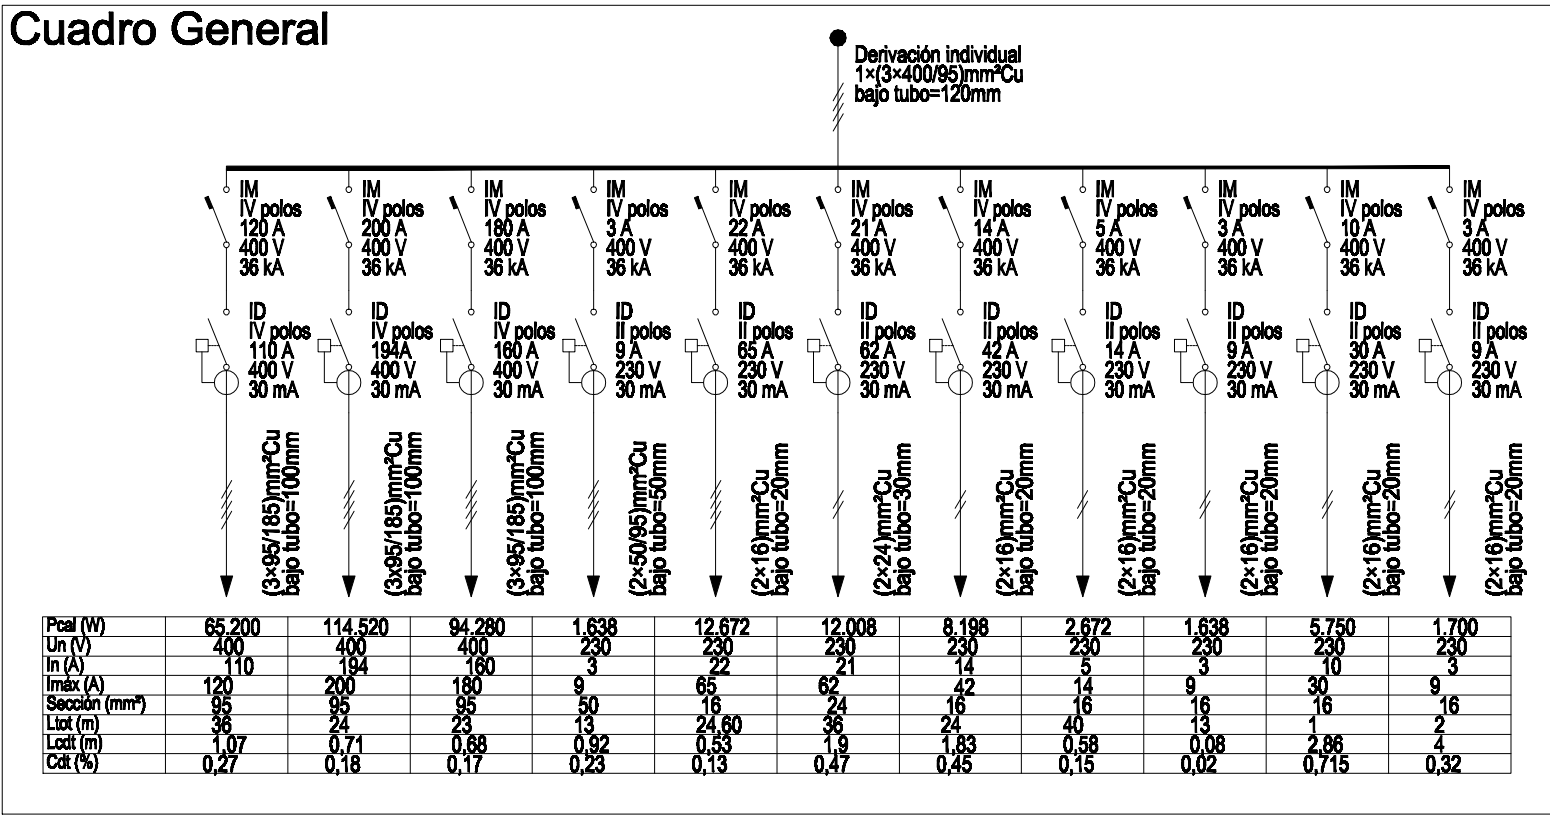 Cuadro General
Derivación individual
1×(3×400/95)mm²Cu
bajo tubo=120mm
IM
IV polos
120 A
400 V
36 kA
IM
IV polos
200 A
400 V
36 kA
IM
IV polos
180 A
400 V
36 kA
IM
IV polos
3 A
400 V
36 kA
IM
IV polos
22 A
400 V
36 kA
IM
IV polos
21 A
400 V
36 kA
IM
IV polos
14 A
400 V
36 kA
IM
IV polos
5 A
400 V
36 kA
IM
IV polos
3 A
400 V
36 kA
IM
IV polos
10 A
400 V
36 kA
IM
IV polos
3 A
400 V
36 kA
ID
IV polos
110 A
400 V
30 mA
ID
IV polos
194A
400 V
30 mA
ID
IV polos
160 A
400 V
30 mA
ID
II polos
9 A
230 V
30 mA
ID
II polos
65 A
230 V
30 mA
ID
II polos
62 A
230 V
30 mA
ID
II polos
42 A
230 V
30 mA
ID
II polos
14 A
230 V
30 mA
ID
II polos
9 A
230 V
30 mA
ID
II polos
30 A
230 V
30 mA
ID
II polos
9 A
230 V
30 mA
(3×95/185)mm²Cu
bajo tubo=100mm
(3x95/185)mm²Cu
bajo tubo=100mm
(3×95/185)mm²Cu
bajo tubo=100mm
(2×50/95)mm²Cu
bajo tubo=50mm
(2×16)mm²Cu
bajo tubo=20mm
(2×24)mm²Cu
bajo tubo=30mm
(2×16)mm²Cu
bajo tubo=20mm
(2×16)mm²Cu
bajo tubo=20mm
(2×16)mm²Cu
bajo tubo=20mm
(2×16)mm²Cu
bajo tubo=20mm
(2×16)mm²Cu
bajo tubo=20mm
Pcal (W) 65.200 114.520 94.280 1.638 12.672 12.008 8.198 2.672 1.638 5.750 1.700
Un (V) 400 400 400 230 230 230 230 230 230 230 230
In (A) 110 194 160 3 22 21 14 5 3 10 3
Imáx (A) 120 200 180 9 65 62 42 14 9 30 9
Sección (mm²) 95 95 95 50 16 24 16 16 16 16 16
Ltot (m) 36 24 23 13 24,60 36 24 40 13 1 2
Lcdt (m) 1,07 0,71 0,68 0,92 0,53 1,9 1,83 0,58 0,08 2,86 4
Cdt (%) 0,27 0,18 0,17 0,23 0,13 0,47 0,45 0,15 0,02 0,715 0,32